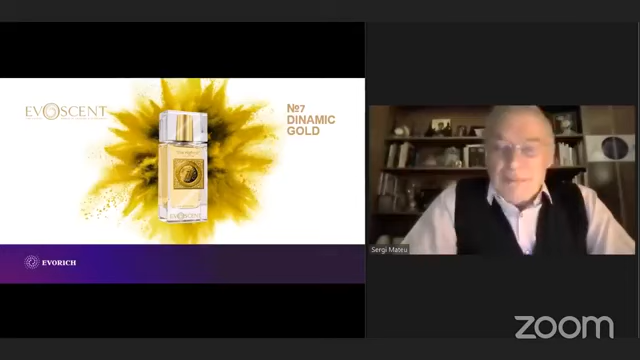 EVOSCENT
№7
DINAMIC
GOLD
EVOSCENT
EVORICH
Sergi Mateu
zoom